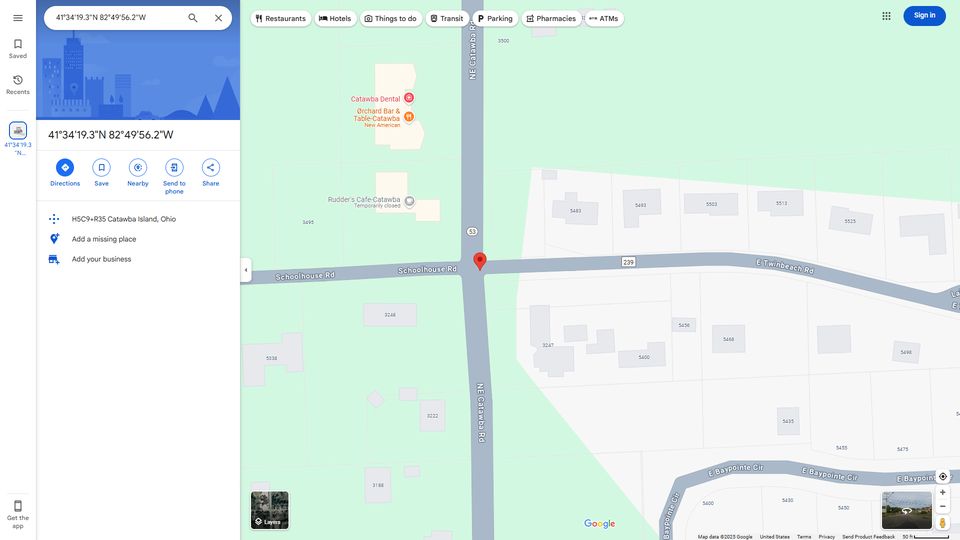 41°34'19.3"N 82°49'56.2"W
Restaurants
Hotels
Things to do
Transit
Parking
Pharmacies
ATMs
Sign in
Saved
Recents
41°34'19.3
"N...
Get the
app
41°34'19.3"N 82°49'56.2"W
Directions
Save
Nearby
Send to
phone
Share
H5C9+R35 Catawba Island, Ohio
Add a missing place
Add your business
NE Catawba Rd
3500
Catawba Dental
Orchard Bar &
Table-Catawba
New American
Rudder's Cafe-Catawba
Temporarily closed
3495
53
5483
5493
5503
5513
5525
Schoolhouse Rd
Schoolhouse Rd
239
E Twinbeach Rd
La
E
3248
5338
3247
5400
5456
5468
5498
NE Catawba Rd
3222
3188
5435
5455
5475
E Baypointe Cir
E Baypointe Cir
E Baypointe Cir
Baypointe Cir
5400
5430
5450
Layers
Google
Map data ©2025 Google
United States
Terms
Privacy
Send Product Feedback
50 ft